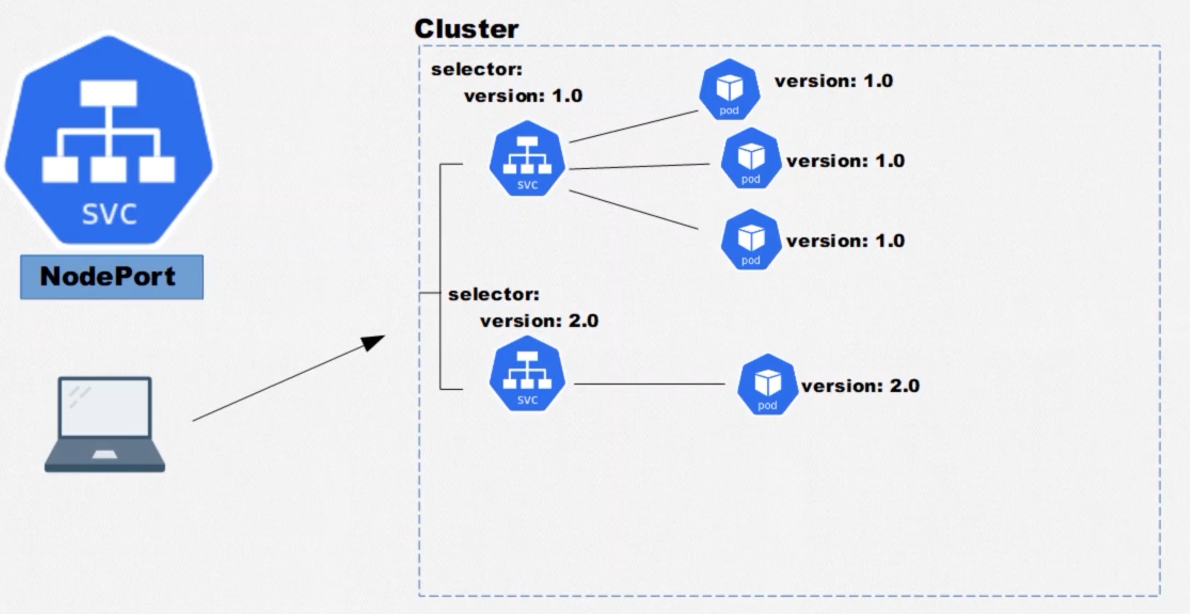 Cluster
svc
NodePort
selector:
version: 1.0
svc
pod
version: 1.0
pod
version: 1.0
pod
version: 1.0
selector:
version: 2.0
svc
pod
version: 2.0